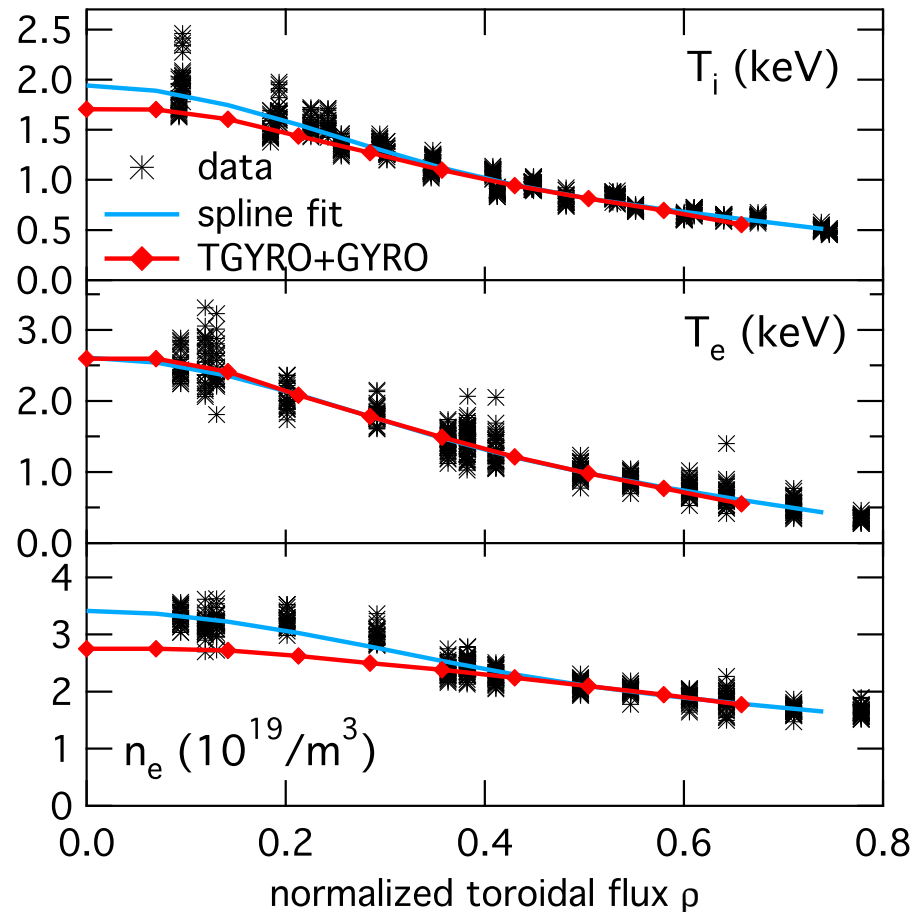 2.5
2.0
1.5
1.0
0.5
0.0
T_i (keV)
data
spline fit
TGYRO+GYRO
3.0
2.0
1.0
0.0
T_e (keV)
4
3
2
1
0
n_e (10^19/m^3)
0.0 0.2 0.4 0.6 0.8
normalized toroidal flux ρ